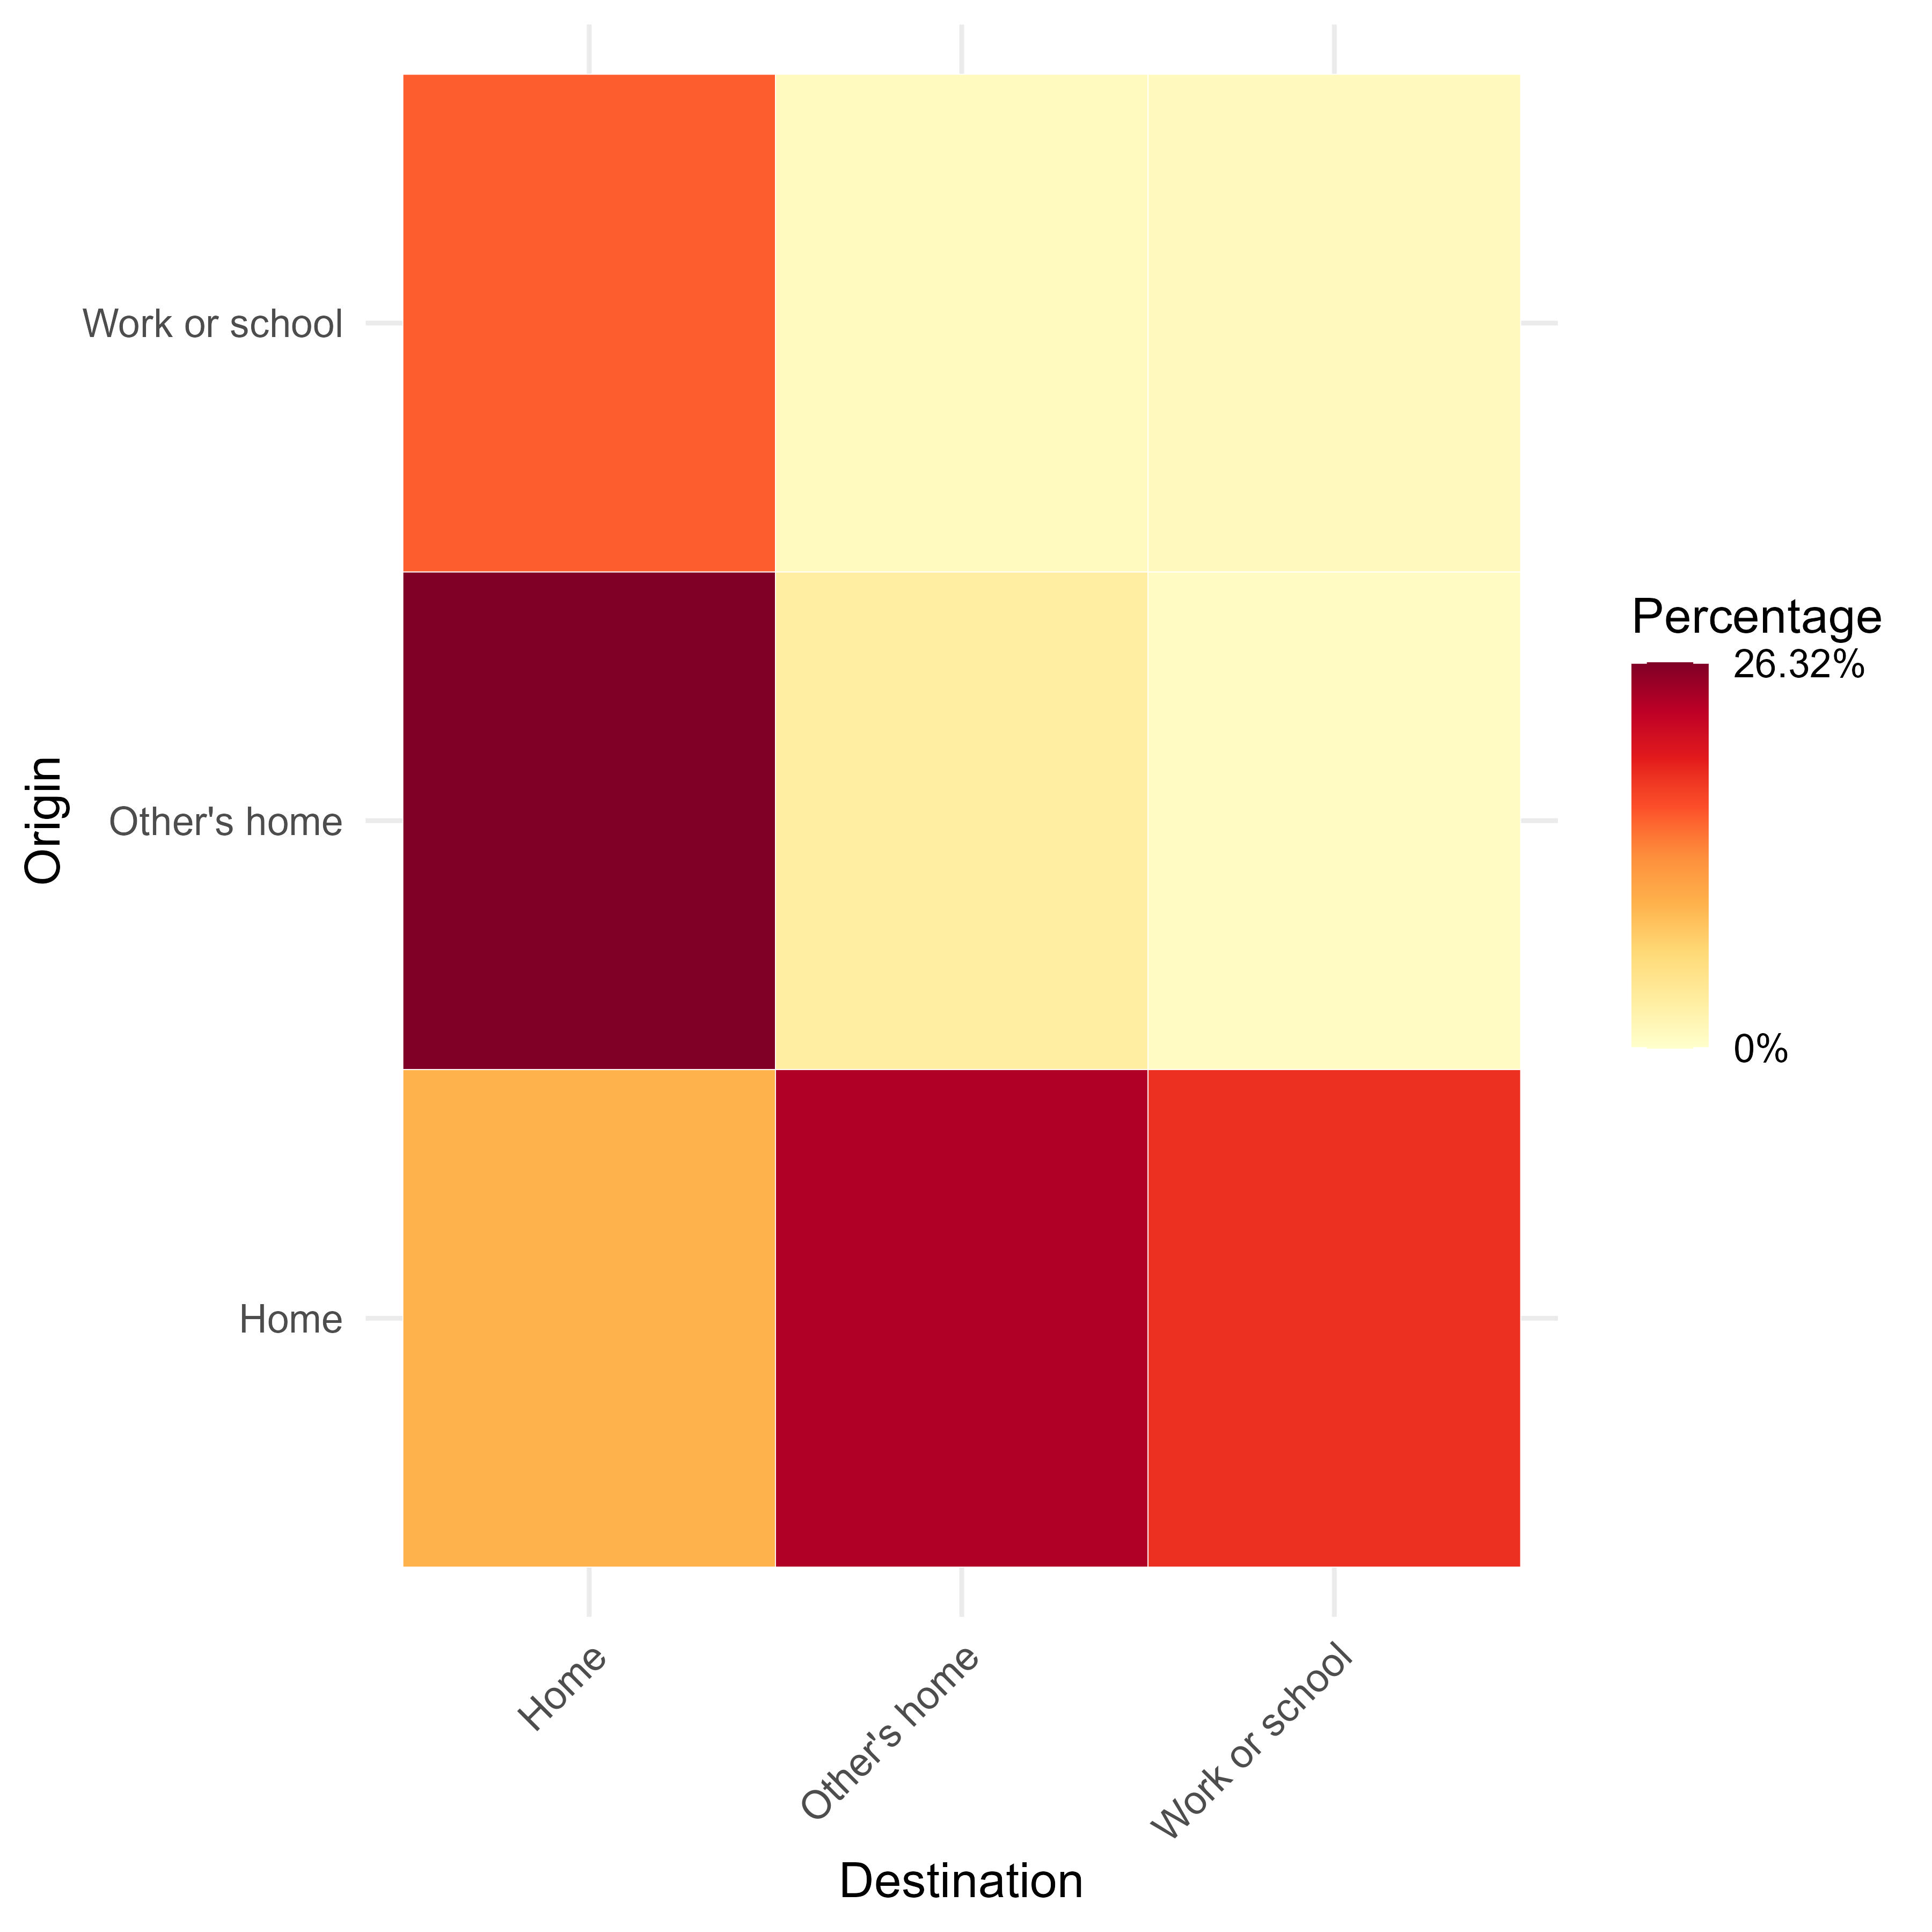 Work or school
Other's home
Home
Origin
Percentage
26.32%
0%
Home
Other's home
Work or school
Destination